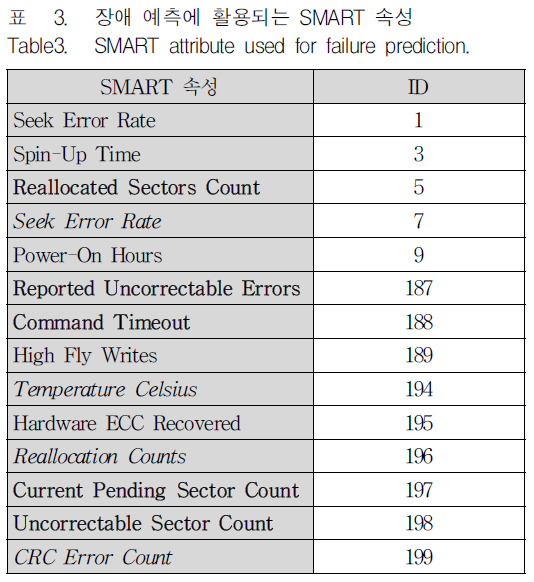 표 3. 장애 예측에 활용되는 SMART 속성
Table3. SMART attribute used for failure prediction.
SMART 속성 ID
Seek Error Rate 1
Spin-Up Time 3
Reallocated Sectors Count 5
Seek Error Rate 7
Power-On Hours 9
Reported Uncorrectable Errors 187
Command Timeout 188
High Fly Writes 189
Temperature Celsius 194
Hardware ECC Recovered 195
Reallocation Counts 196
Current Pending Sector Count 197
Uncorrectable Sector Count 198
CRC Error Count 199